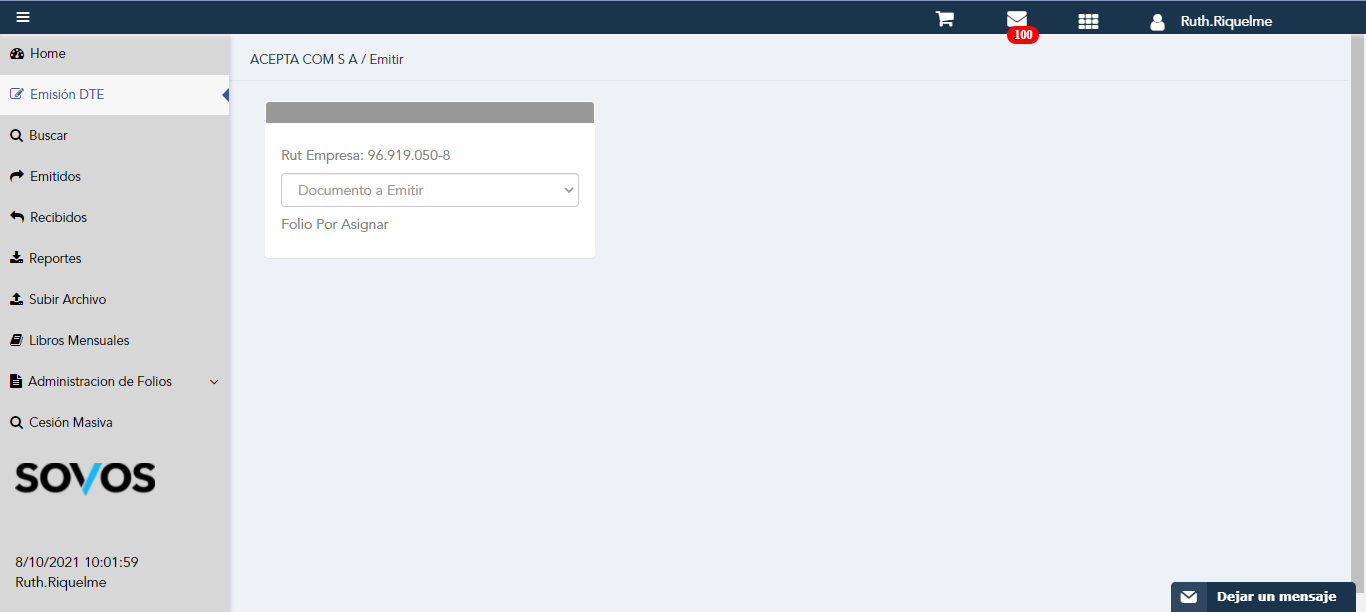 100
Ruth.Riquelme
Home
Emisión DTE
Buscar
Emitidos
Recibidos
Reportes
Subir Archivo
Libros Mensuales
Administracion de Folios
Cesión Masiva
SOVOS
8/10/2021 10:01:59
Ruth.Riquelme
ACEPTA COM S A / Emitir
Rut Empresa: 96.919.050-8
Documento a Emitir
Folio Por Asignar
Dejar un mensaje